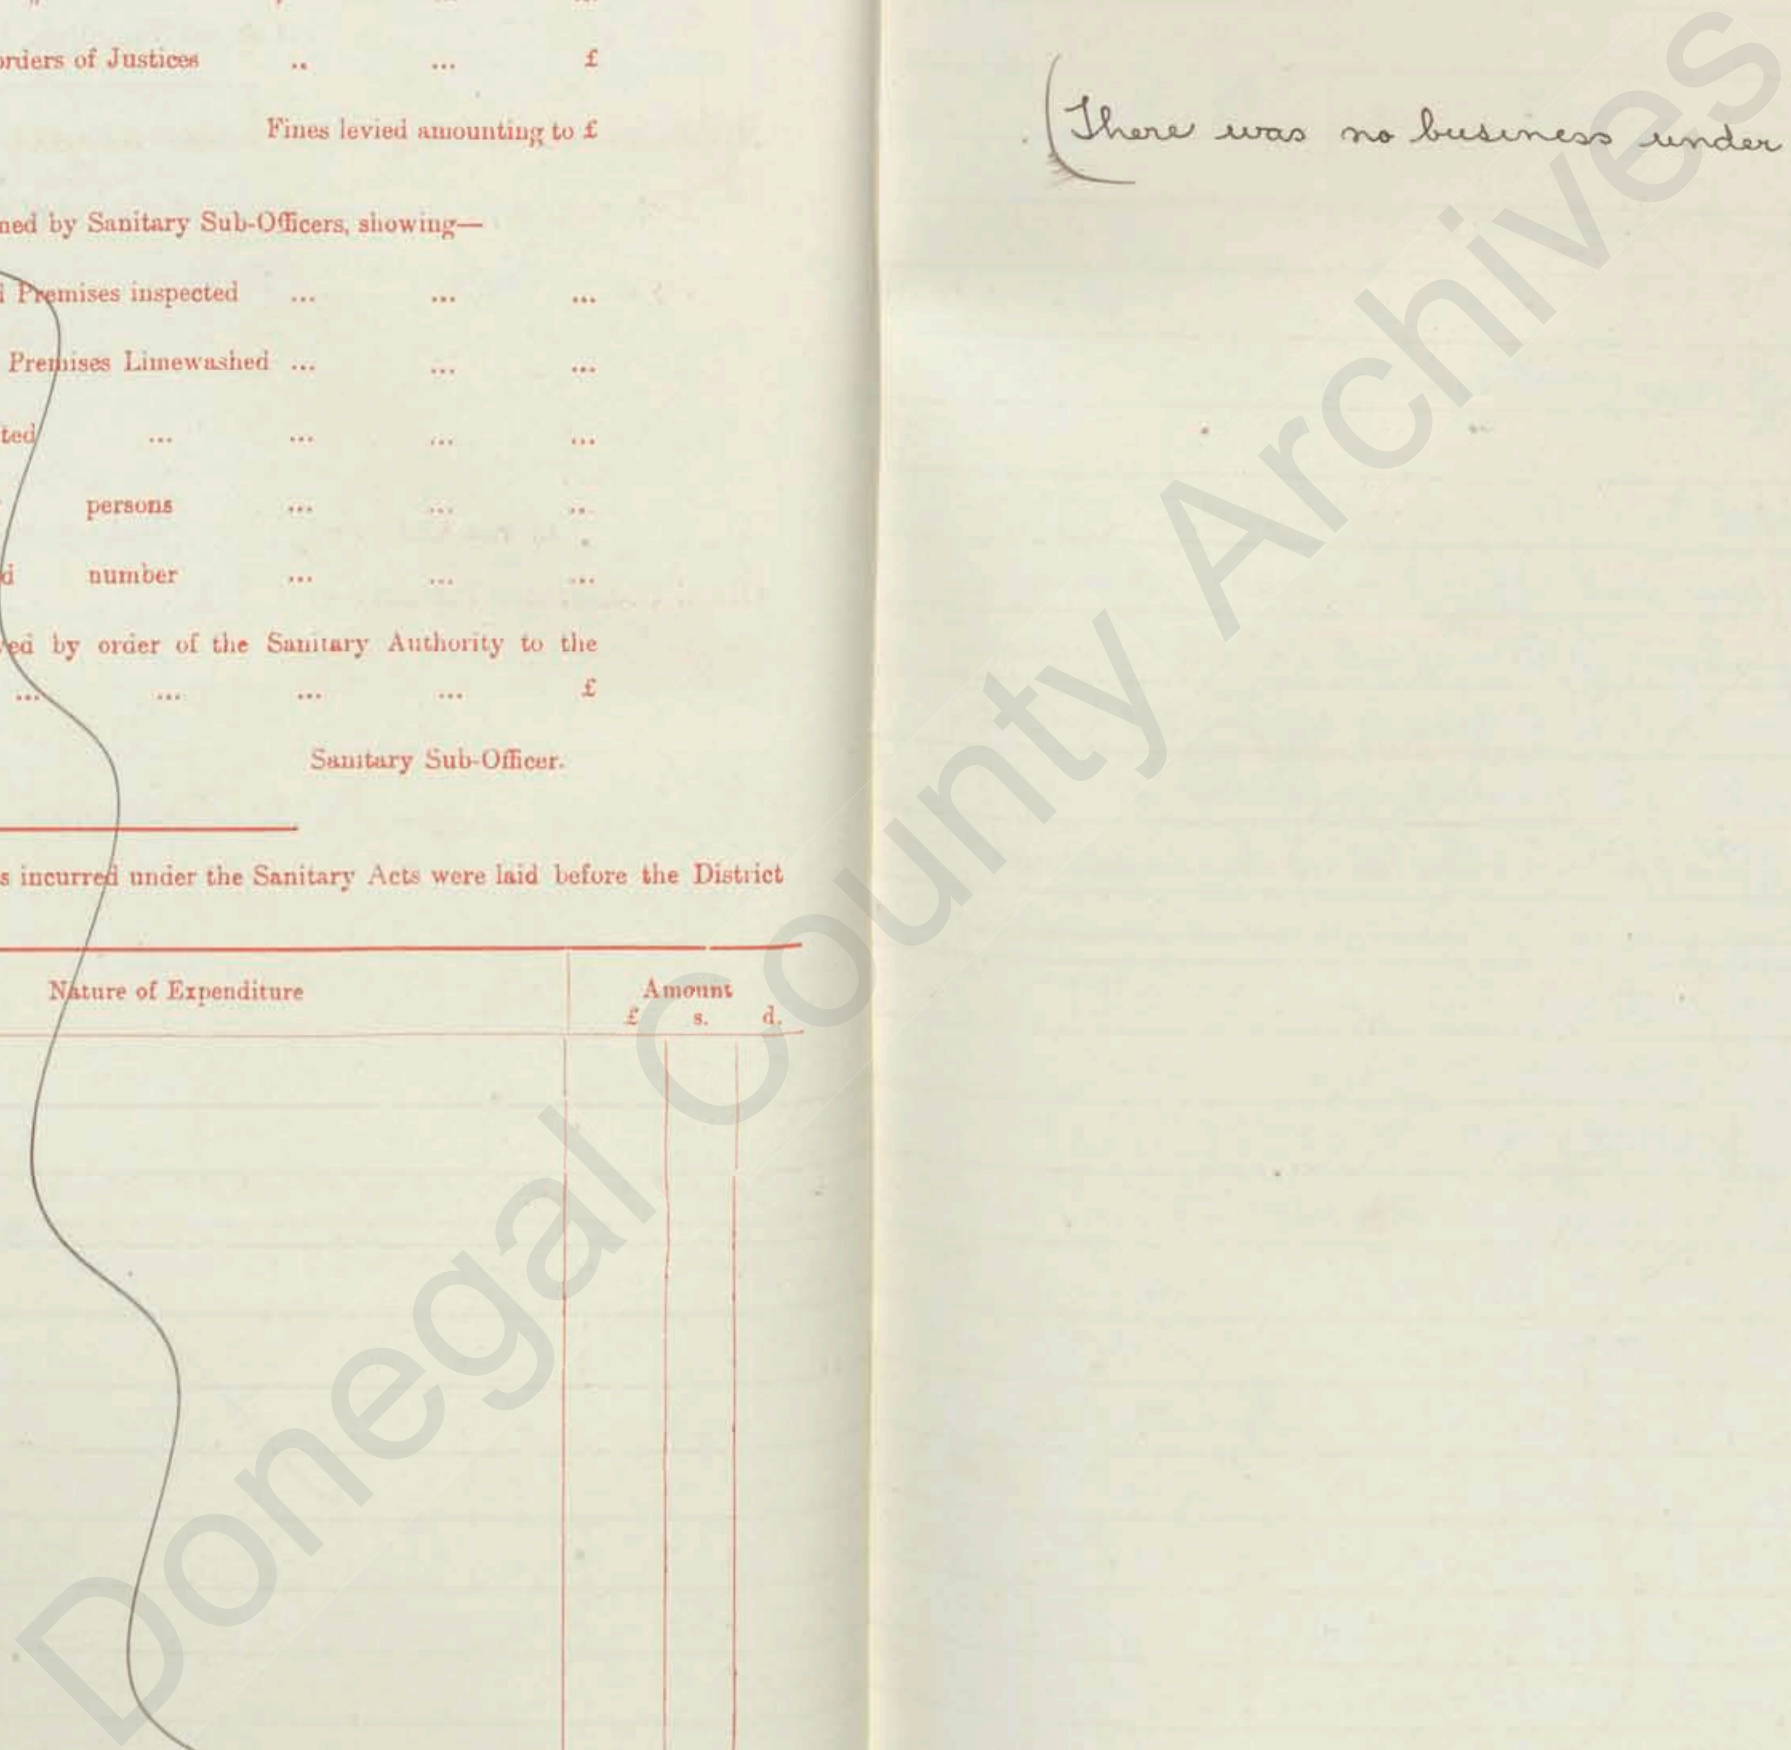 orders of Justices .. ... £
Fines levied amounting to £
ned by Sanitary Sub-Officers, showing—
Premises inspected ... ... ...
Premises Limewashed ... ... ...
ted ... ... ... ...
persons ... ... ...
d number ... ... ...
ved by order of the Sanitary Authority to the
... ... ... ... £
Sanitary Sub-Officer.
s incurred under the Sanitary Acts were laid before the District
Nature of Expenditure Amount
£ s. d.
(There was no business under
Donegal County Archives